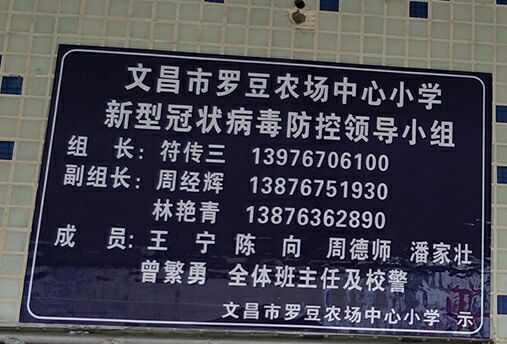 文昌市罗豆农场中心小学
新型冠状病毒防控领导小组
组 长：符传三 13976706100
副组长：周经辉 13876751930
林艳青 13876362890
成 员：王 宁 陈 向 周德师 潘家壮
曾繁勇 全体班主任及校警
文昌市罗豆农场中心小学 示